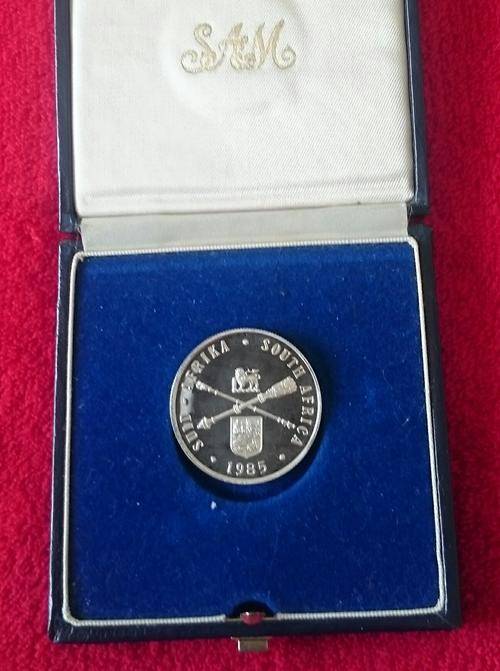 SAM
SUID-AFRIKA • SOUTH AFRICA
• 1985 •